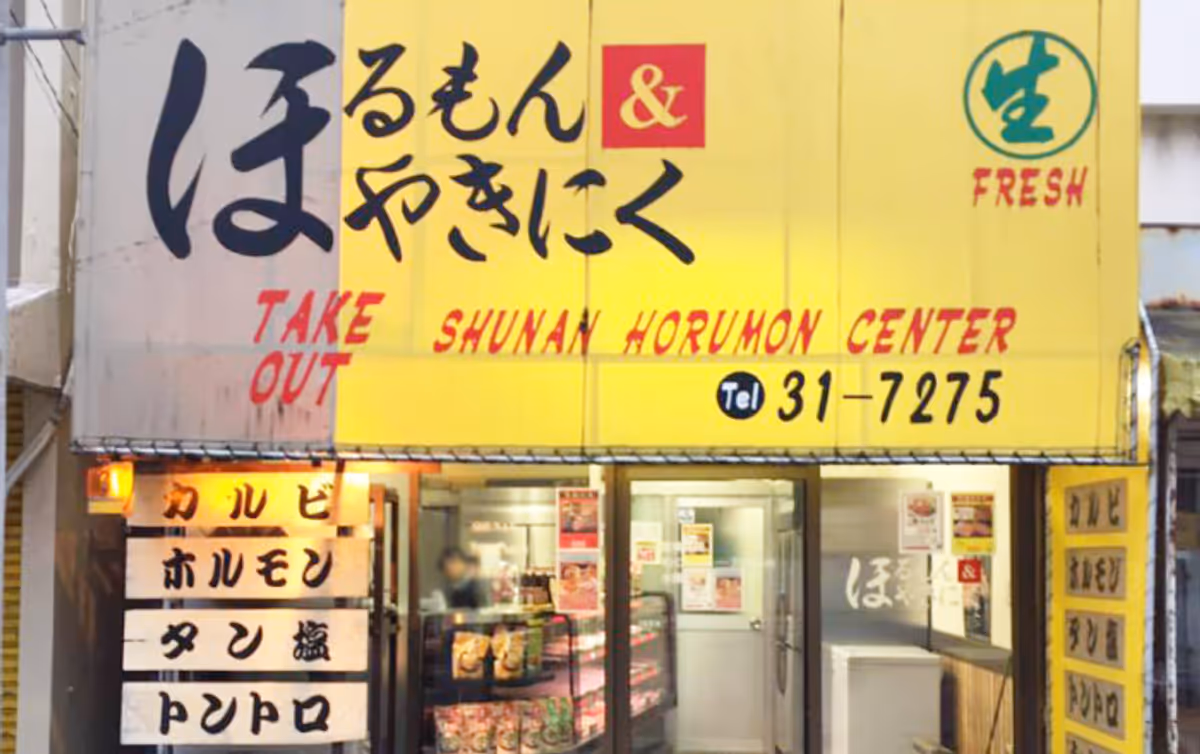 ほるもん&
やきにく
生
FRESH
TAKE
OUT
SHUNAN HORUMON CENTER
Tel 31-7275
カルビ
ホルモン
タン塩
トントロ
ほるもん&
やきにく
カルビ
ホルモン
タン塩
トントロ